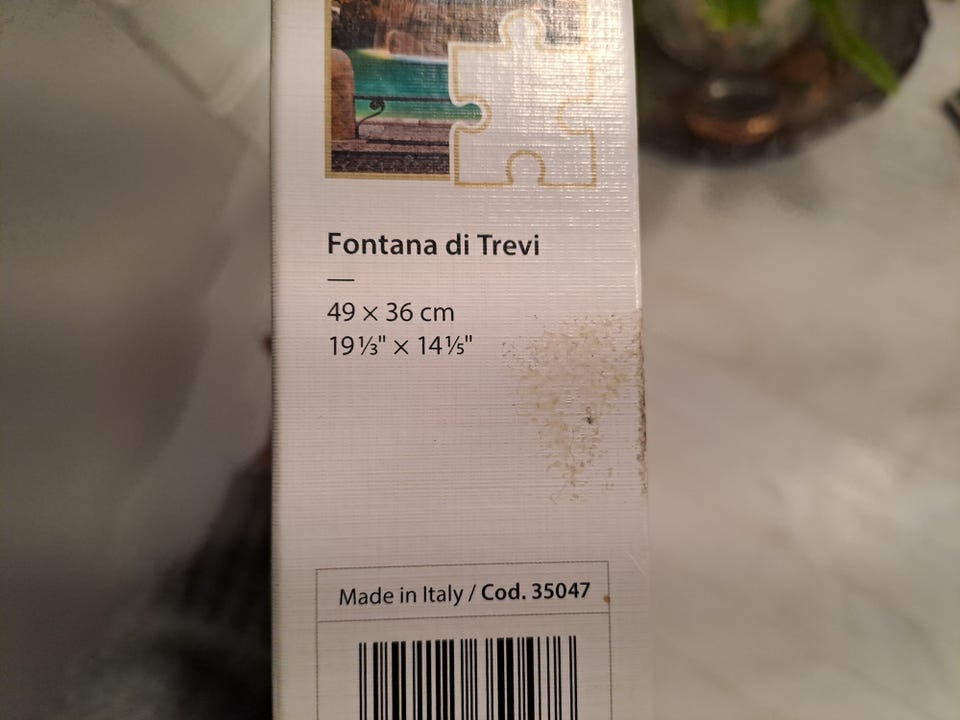 Fontana di Trevi
49 × 36 cm
19⅓" × 14⅕"
Made in Italy / Cod. 35047